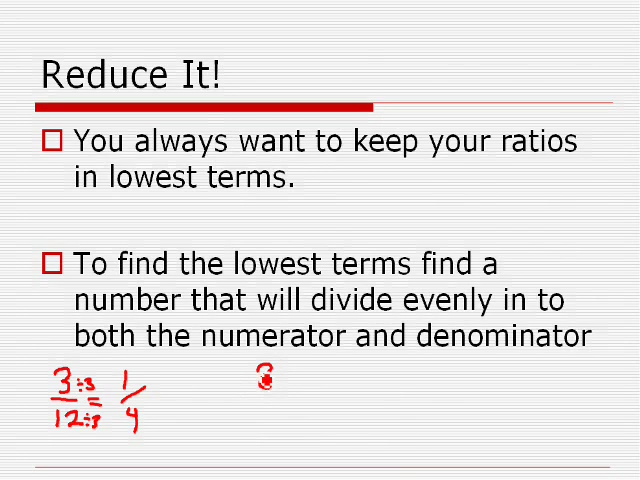 Reduce It!
You always want to keep your ratios
in lowest terms.
To find the lowest terms find a
number that will divide evenly in to
both the numerator and denominator
3 ÷3 1
— = /
12 ÷3 4